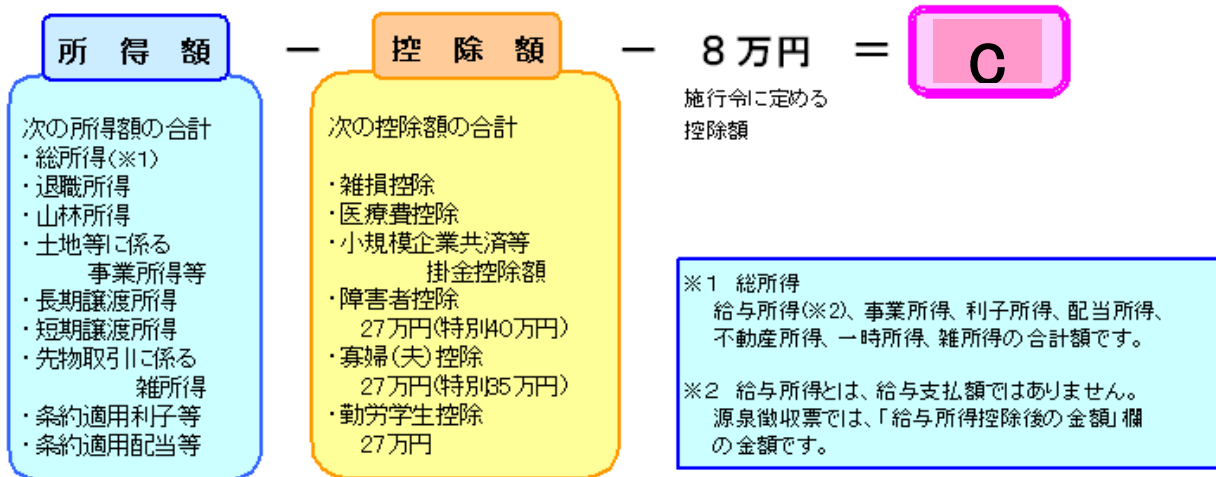 所得額 － 控除額 － 8万円 ＝ C
施行令に定める
控除額
次の所得額の合計
・総所得(※1)
・退職所得
・山林所得
・土地等に係る
事業所得等
・長期譲渡所得
・短期譲渡所得
・先物取引に係る
雑所得
・条約適用利子等
・条約適用配当等
次の控除額の合計
・雑損控除
・医療費控除
・小規模企業共済等
掛金控除額
・障害者控除
27万円(特別40万円)
・寡婦(夫)控除
27万円(特別35万円)
・勤労学生控除
27万円
※1 総所得
給与所得(※2)、事業所得、利子所得、配当所得、
不動産所得、一時所得、雑所得の合計額です。
※2 給与所得とは、給与支払額ではありません。
源泉徴収票では、「給与所得控除後の金額」欄
の金額です。